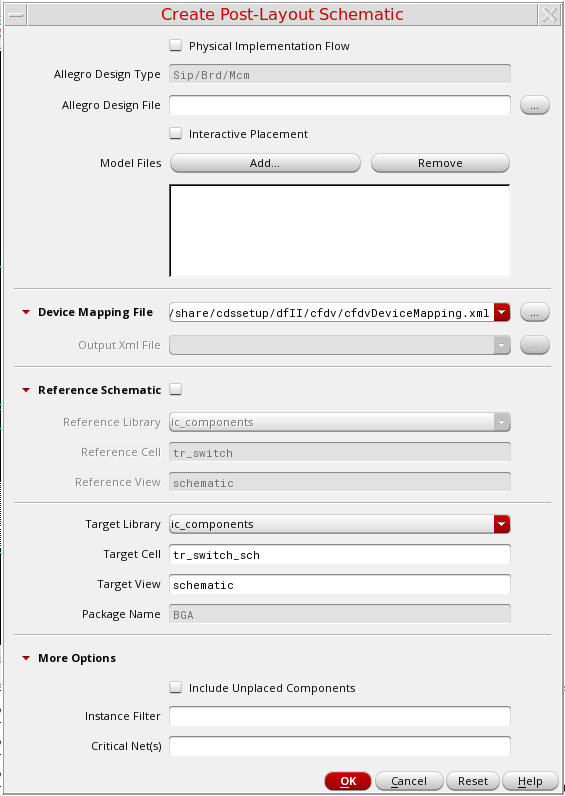 Create Post-Layout Schematic
Physical Implementation Flow
Allegro Design Type Sip/Brd/Mcm
Allegro Design File ...
Interactive Placement
Model Files Add... Remove
Device Mapping File /share/cdssetup/dfII/cfdv/cfdvDeviceMapping.xml ...
Output Xml File ...
Reference Schematic
Reference Library ic_components
Reference Cell tr_switch
Reference View schematic
Target Library ic_components
Target Cell tr_switch_sch
Target View schematic
Package Name BGA
More Options
Include Unplaced Components
Instance Filter
Critical Net(s)
OK Cancel Reset Help